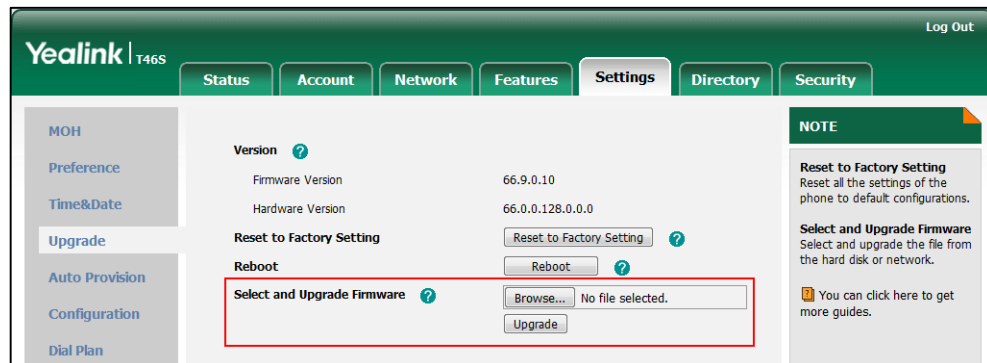 Log Out
Yealink T46S
Status Account Network Features Settings Directory Security
MOH
Preference
Time&Date
Upgrade
Auto Provision
Configuration
Dial Plan
Version ?
Firmware Version 66.9.0.10
Hardware Version 66.0.0.128.0.0.0
Reset to Factory Setting Reset to Factory Setting ?
Reboot Reboot ?
Select and Upgrade Firmware ? Browse... No file selected.
Upgrade
NOTE
Reset to Factory Setting
Reset all the settings of the
phone to default configurations.
Select and Upgrade Firmware
Select and upgrade the file from
the hard disk or network.
? You can click here to get
more guides.